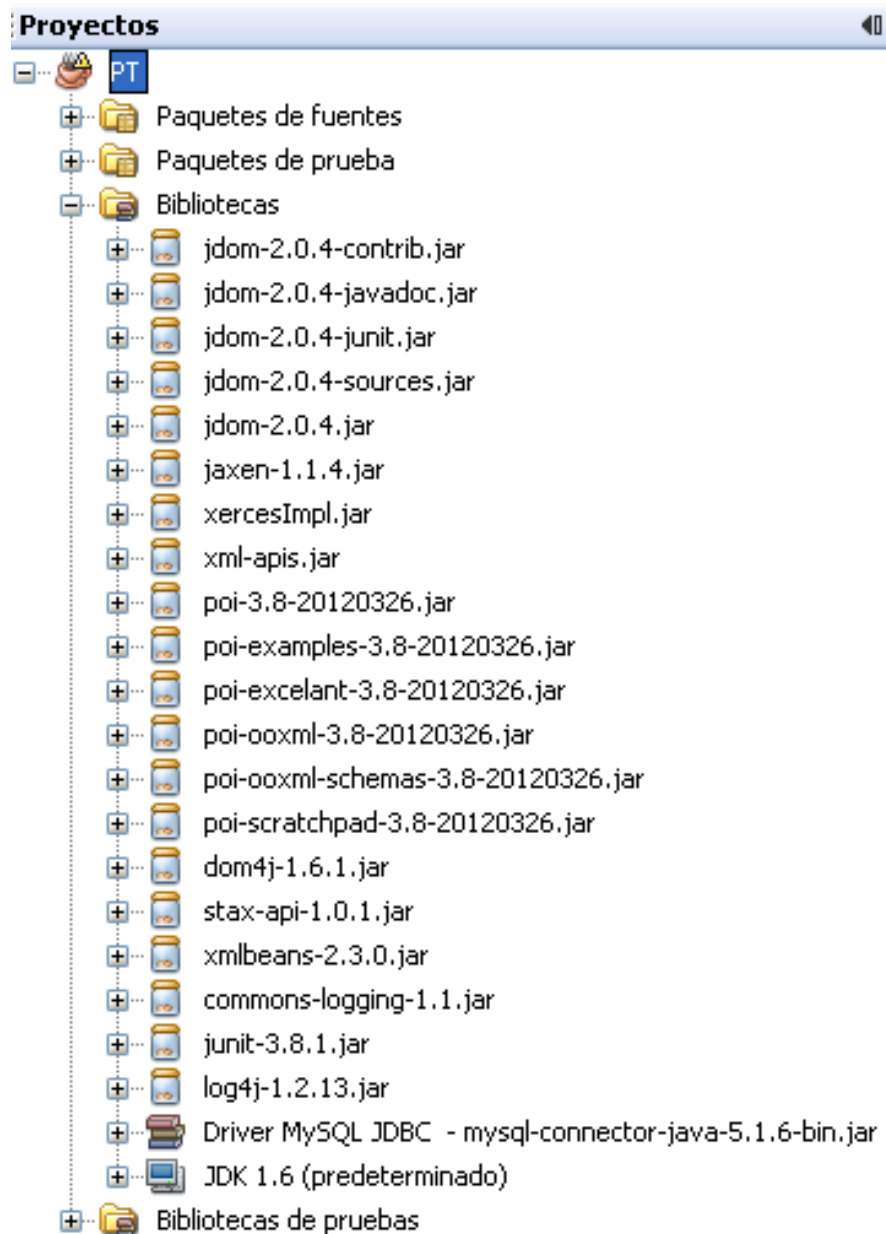 Proyectos
PT
Paquetes de fuentes
Paquetes de prueba
Bibliotecas
jdom-2.0.4-contrib.jar
jdom-2.0.4-javadoc.jar
jdom-2.0.4-junit.jar
jdom-2.0.4-sources.jar
jdom-2.0.4.jar
jaxen-1.1.4.jar
xercesImpl.jar
xml-apis.jar
poi-3.8-20120326.jar
poi-examples-3.8-20120326.jar
poi-excelant-3.8-20120326.jar
poi-ooxml-3.8-20120326.jar
poi-ooxml-schemas-3.8-20120326.jar
poi-scratchpad-3.8-20120326.jar
dom4j-1.6.1.jar
stax-api-1.0.1.jar
xmlbeans-2.3.0.jar
commons-logging-1.1.jar
junit-3.8.1.jar
log4j-1.2.13.jar
Driver MySQL JDBC - mysql-connector-java-5.1.6-bin.jar
JDK 1.6 (predeterminado)
Bibliotecas de pruebas